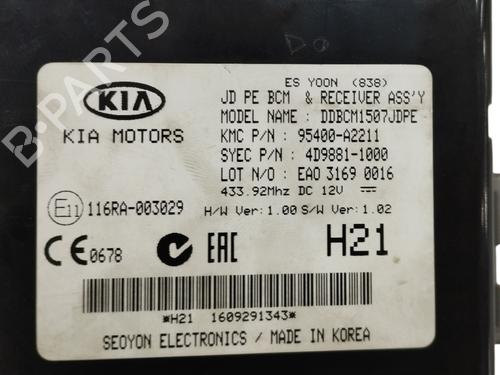 ES YOON (838)
JD PE BCM & RECEIVER ASS'Y
MODEL NAME : DDBCM1507JDPE
KMC P/N : 95400-A2211
SYEC P/N : 4D9881-1000
LOT N/O : EAO 3169 0016
433.92Mhz DC 12V
H/W Ver:1.00 S/W Ver:1.02
KIA
KIA MOTORS
E11 116RA-003029
CE 0678 N EAC H21
*H21 1609291343*
SEOYON ELECTRONICS / MADE IN KOREA